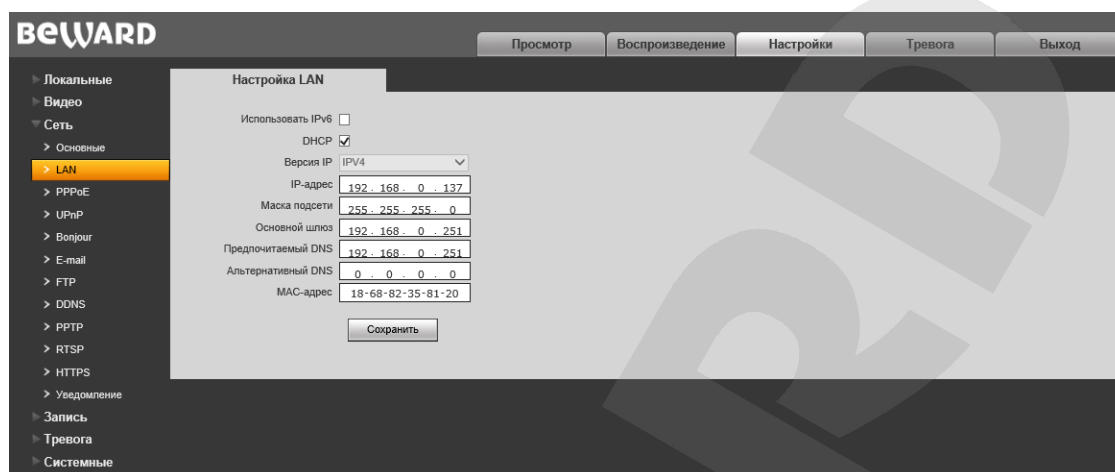 BEWARD
Просмотр Воспроизведение Настройки Тревога Выход
Локальные
Видео
Сеть
Основные
LAN
PPPoE
UPnP
Bonjour
E-mail
FTP
DDNS
PPTP
RTSP
HTTPS
Уведомление
Запись
Тревога
Системные
Настройка LAN
Использовать IPv6
DHCP
Версия IP IPV4
IP-адрес 192 . 168 . 0 . 137
Маска подсети 255 . 255 . 255 . 0
Основной шлюз 192 . 168 . 0 . 251
Предпочитаемый DNS 192 . 168 . 0 . 251
Альтернативный DNS 0 . 0 . 0 . 0
MAC-адрес 18-68-82-35-81-20
Сохранить